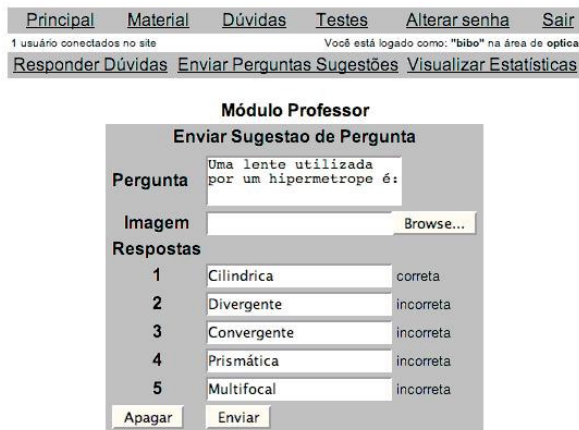 Principal Material Dúvidas Testes Alterar senha Sair
1 usuário conectados no site Você está logado como: "bibo" na área de optica
Responder Dúvidas Enviar Perguntas Sugestões Visualizar Estatísticas
Módulo Professor
Enviar Sugestao de Pergunta
Pergunta
Uma lente utilizada
por um hipermetrope é:
Imagem Browse...
Respostas
1 Cilindrica correta
2 Divergente incorreta
3 Convergente incorreta
4 Prismática incorreta
5 Multifocal incorreta
Apagar Enviar